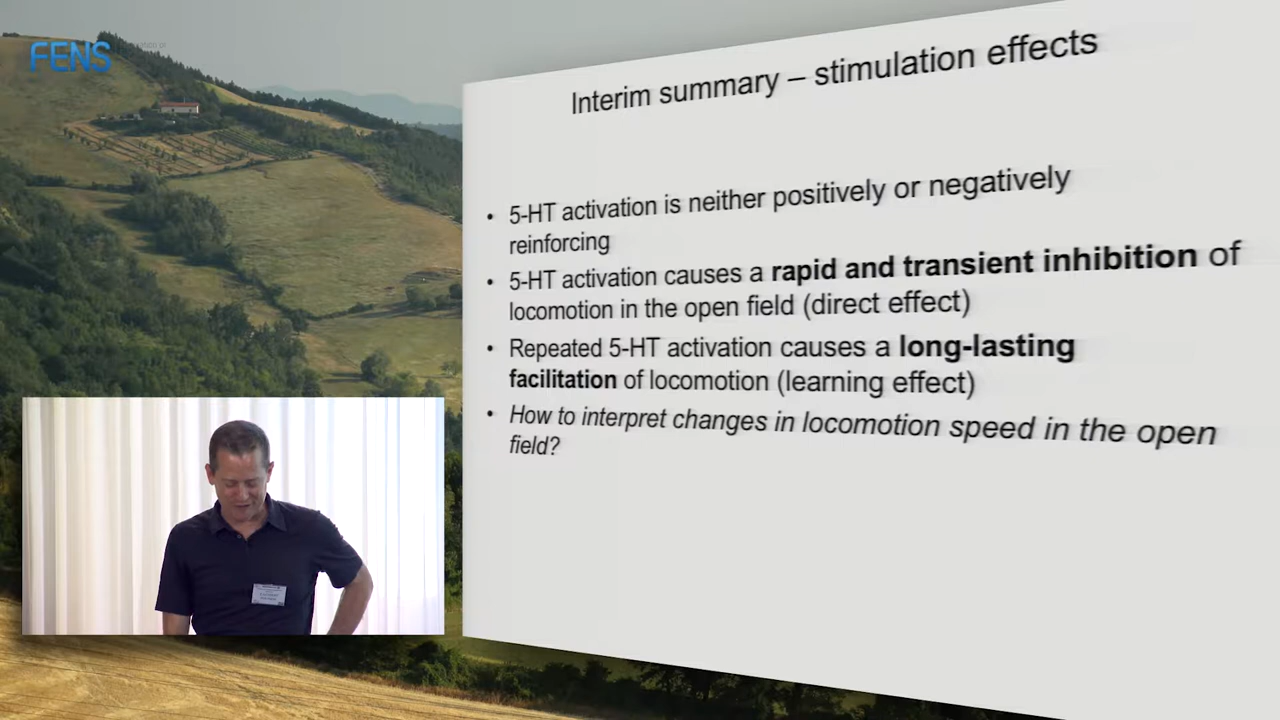 FENS
Interim summary – stimulation effects
• 5-HT activation is neither positively or negatively
reinforcing
• 5-HT activation causes a rapid and transient inhibition of
locomotion in the open field (direct effect)
• Repeated 5-HT activation causes a long-lasting
facilitation of locomotion (learning effect)
• How to interpret changes in locomotion speed in the open
field?